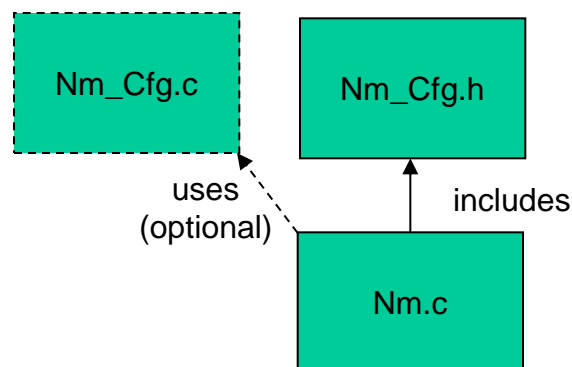 Nm_Cfg.c
Nm_Cfg.h
uses
(optional)
includes
Nm.c